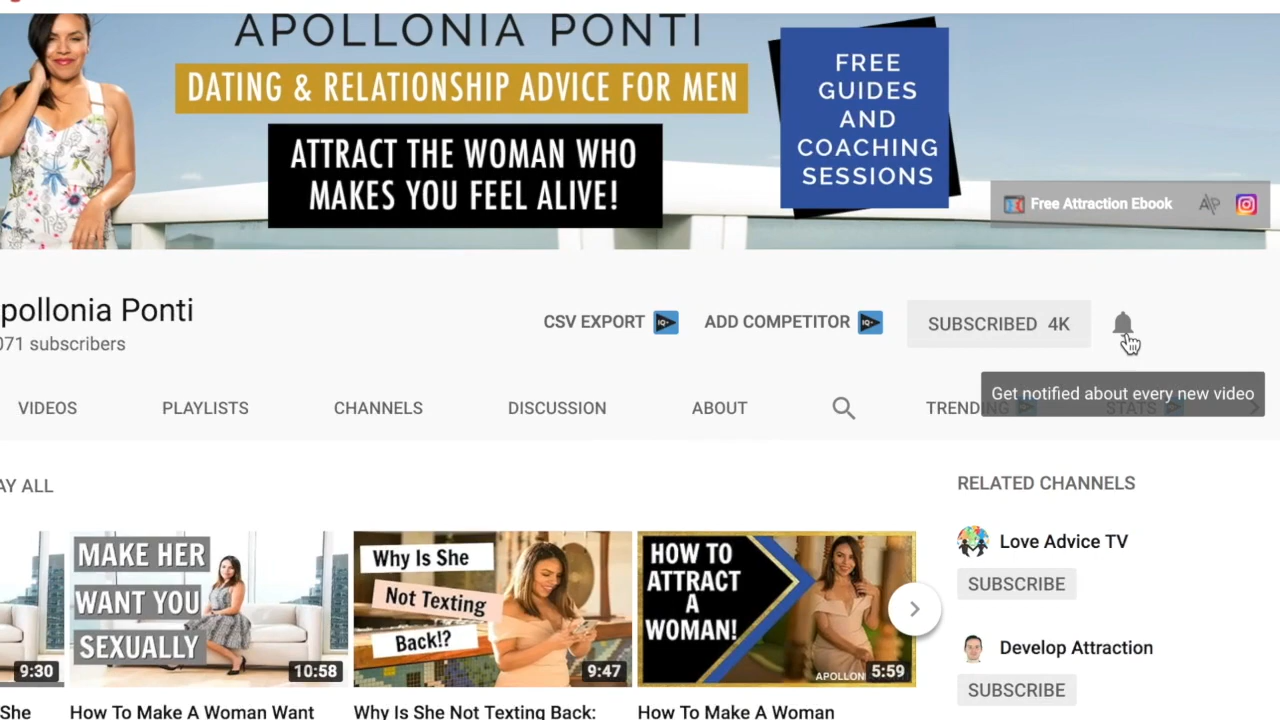 APOLLONIA PONTI
DATING & RELATIONSHIP ADVICE FOR MEN
ATTRACT THE WOMAN WHO
MAKES YOU FEEL ALIVE!
FREE
GUIDES
AND
COACHING
SESSIONS
Free Attraction Ebook
AP
pollonia Ponti
071 subscribers
CSV EXPORT IQ+
ADD COMPETITOR IQ+
SUBSCRIBED 4K
Get notified about every new video
VIDEOS PLAYLISTS CHANNELS DISCUSSION ABOUT TRENDING STATS
AY ALL
9:30
She
MAKE HER
WANT YOU
SEXUALLY
10:58
How To Make A Woman Want
Why Is She
Not Texting
Back!?
9:47
Why Is She Not Texting Back:
HOW TO
ATTRACT
A
WOMAN!
APOLLON
5:59
How To Make A Woman
RELATED CHANNELS
Love Advice TV
SUBSCRIBE
Develop Attraction
SUBSCRIBE